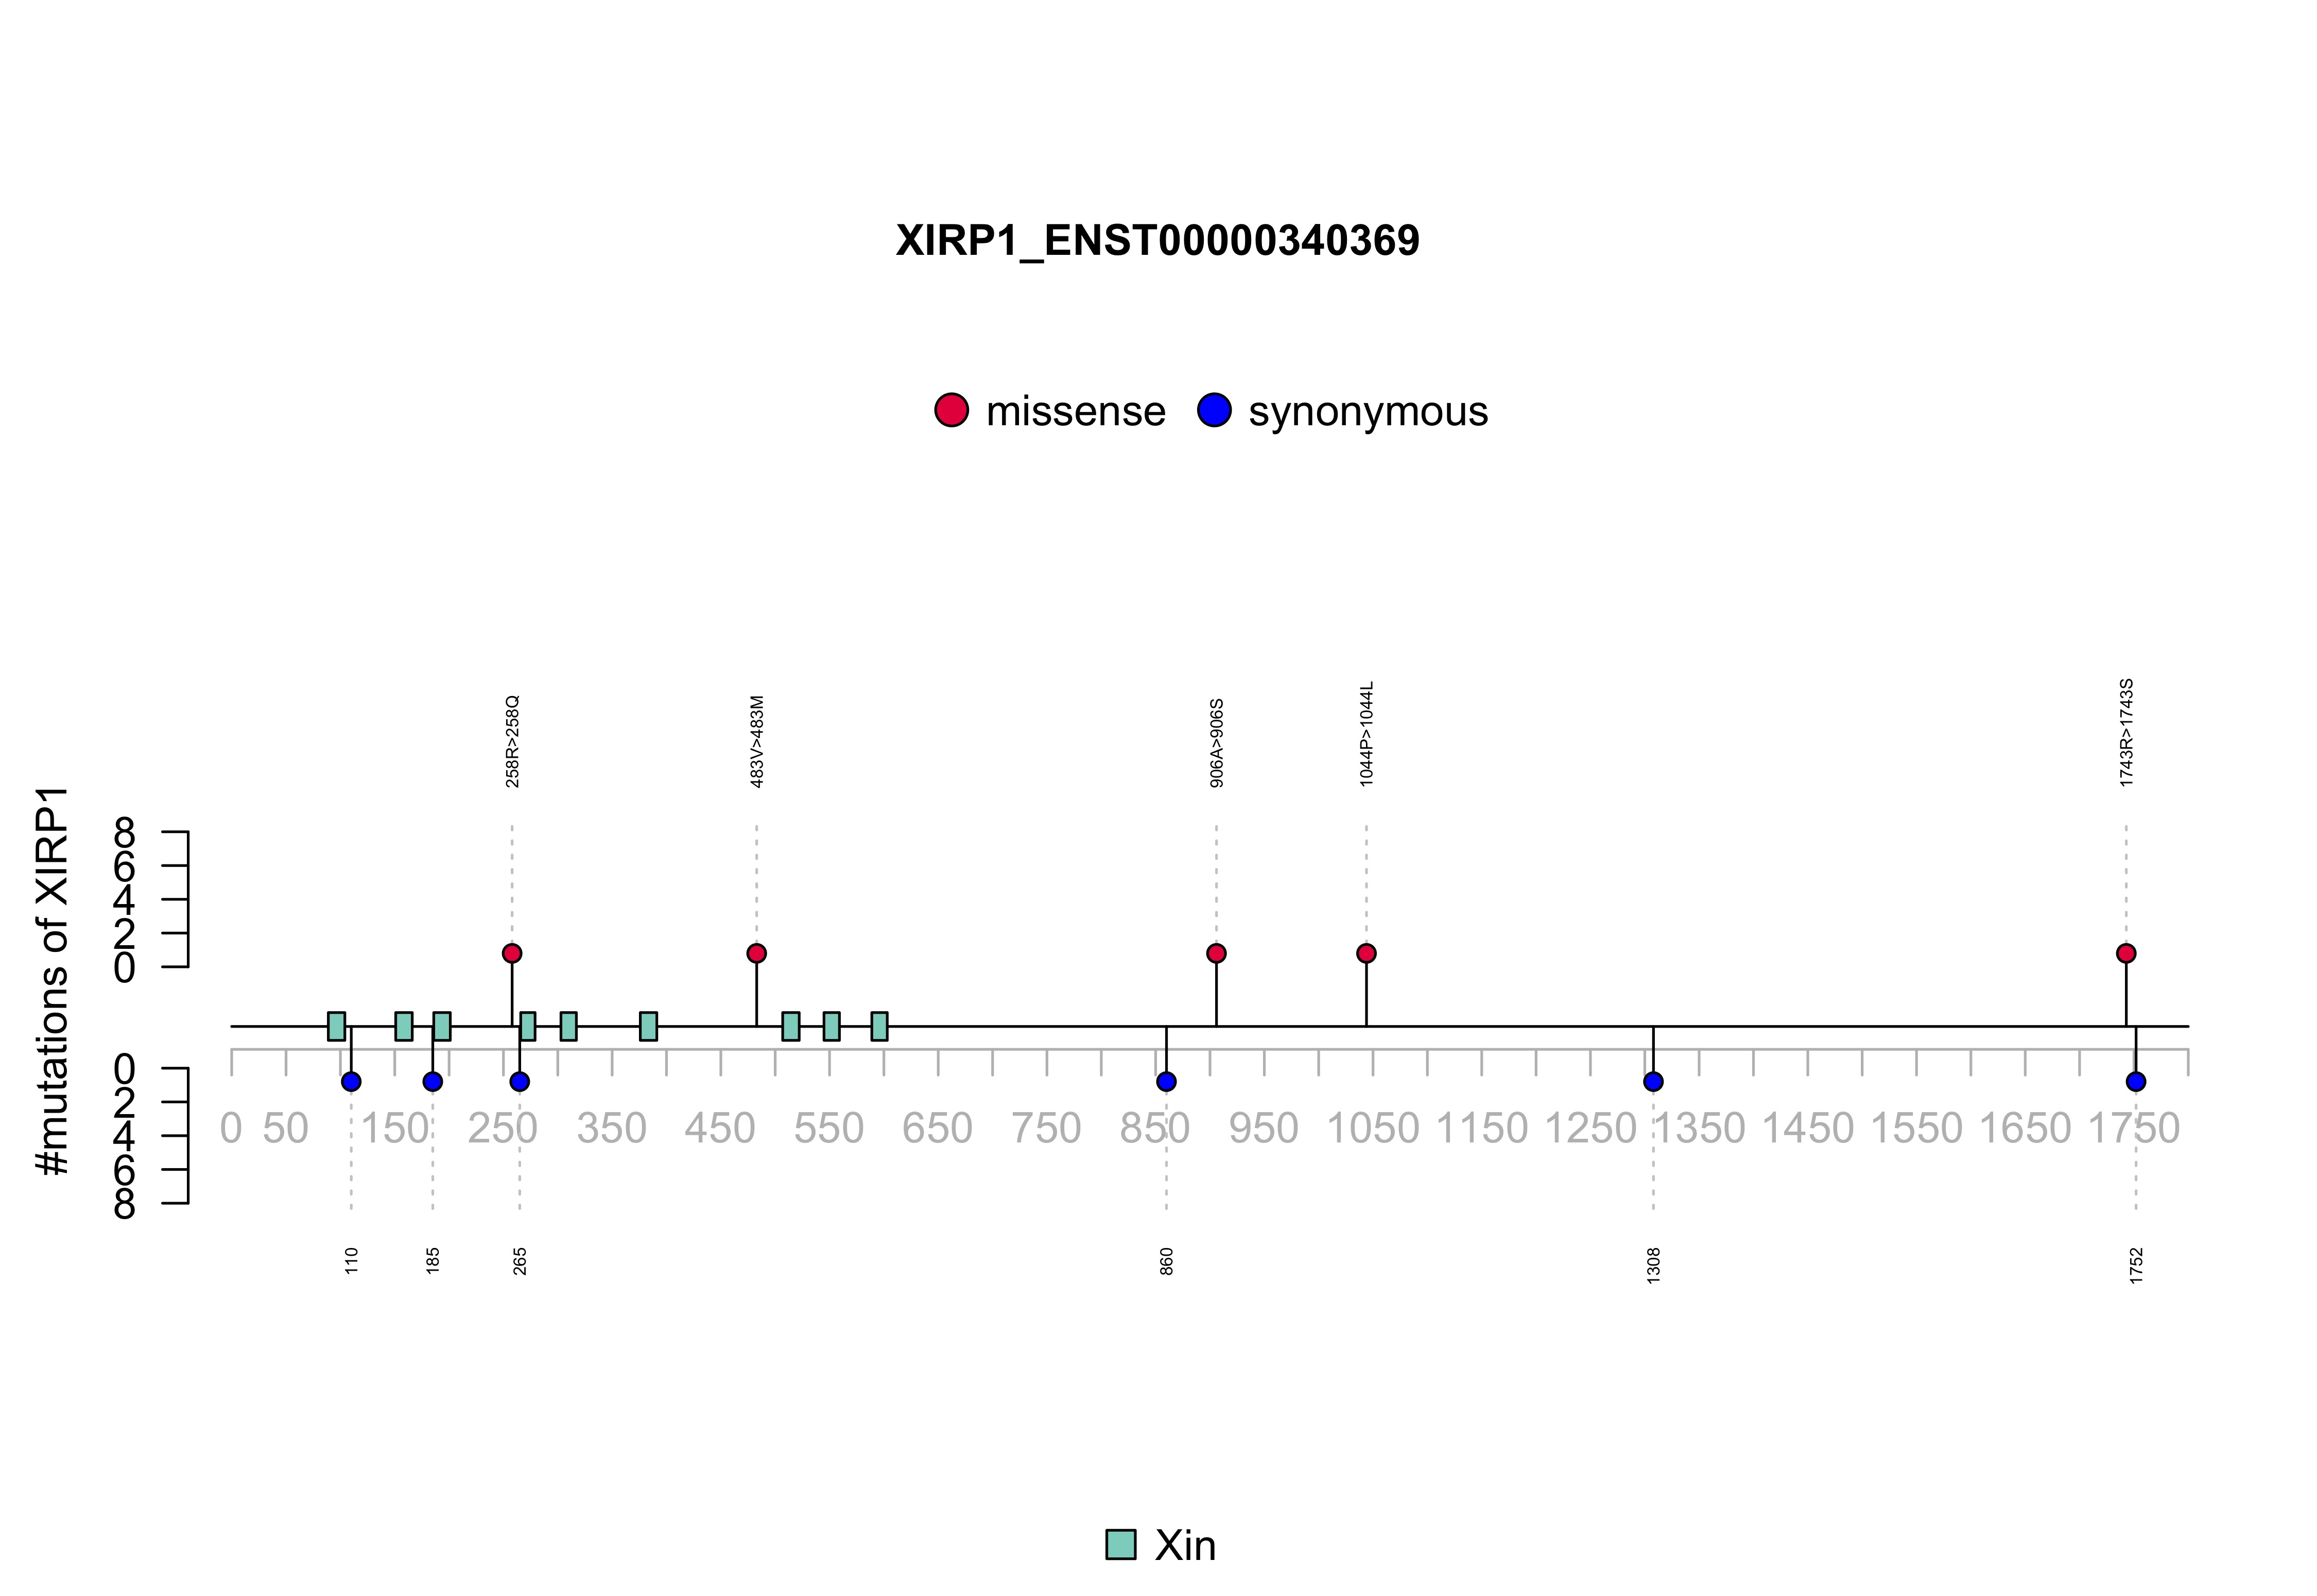 XIRP1_ENST00000340369
missense synonymous
258R>258Q
483V>483M
906A>906S
1044P>1044L
1743R>1743S
#mutations of XIRP1
8
6
4
2
0
0
2
4
6
8
0 50 150 250 350 450 550 650 750 850 950 1050 1150 1250 1350 1450 1550 1650 1750
110
185
265
860
1308
1752
Xin